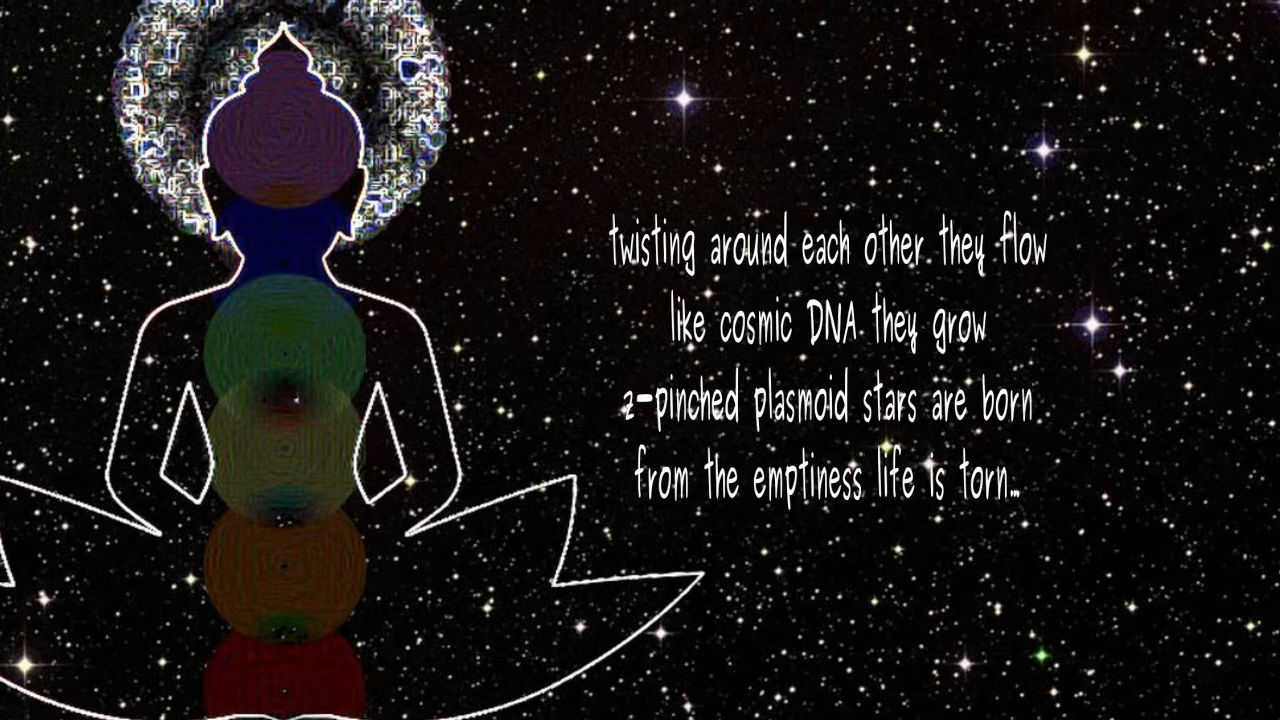 twisting around each other they flow
like cosmic DNA they grow
z-pinched plasmoid stars are born
from the emptiness life is torn...